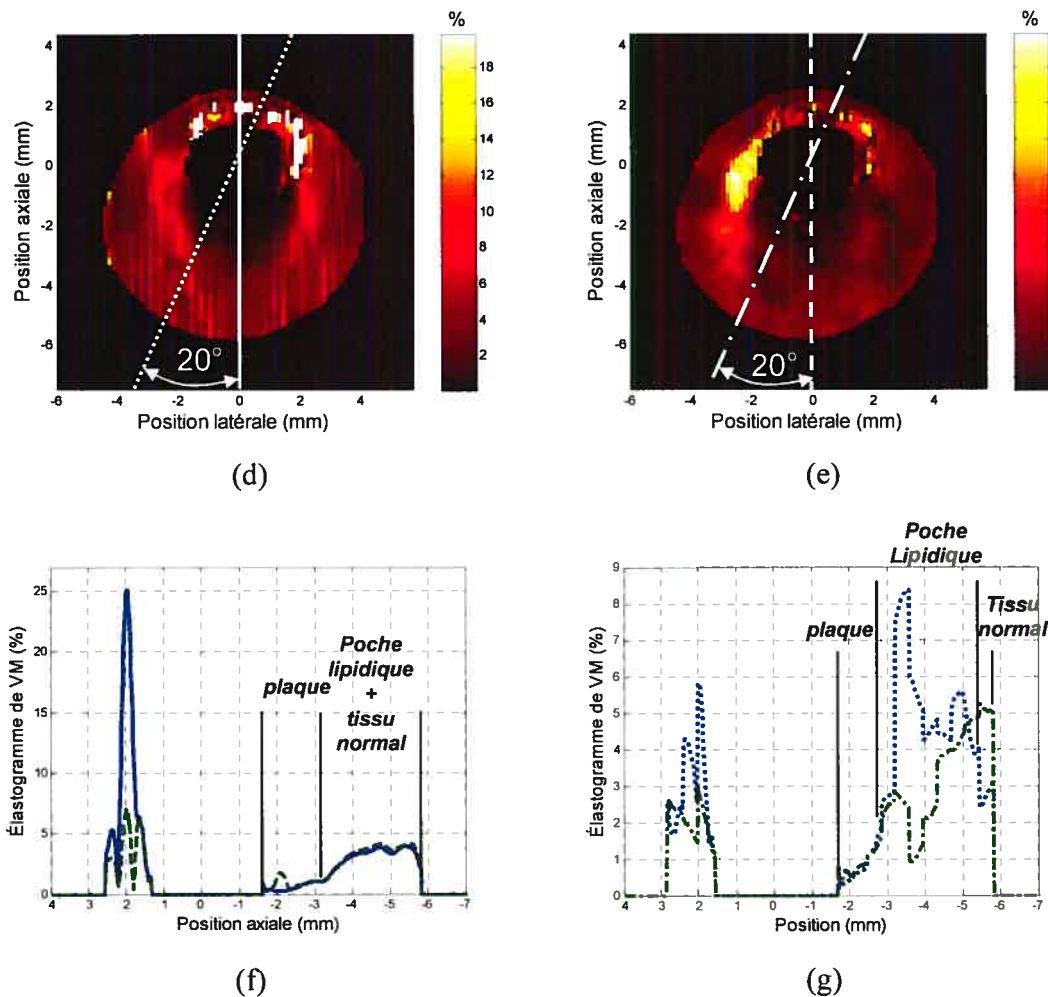 %
%
4
2
0
-2
-4
-6
Position axiale (mm)
18
16
14
12
10
8
6
4
2
20°
-6 -4 -2 0 2 4
Position latérale (mm)
(d)
4
2
0
-2
-4
-6
Position axiale (mm)
20°
-6 -4 -2 0 2 4
Position latérale (mm)
(e)
25
20
15
10
5
0
Élastogramme de VM (%)
plaque
Poche
lipidique
+
tissu
normal
4 3 2 1 0 -1 -2 -3 -4 -5 -6 -7
Position axiale (mm)
(f)
Poche
Lipidique
9
8
7
6
5
4
3
2
1
0
Élastogramme de VM (%)
plaque
Tissu
normal
4 3 2 1 0 -1 -2 -3 -4 -5 -6 -7
Position (mm)
(g)